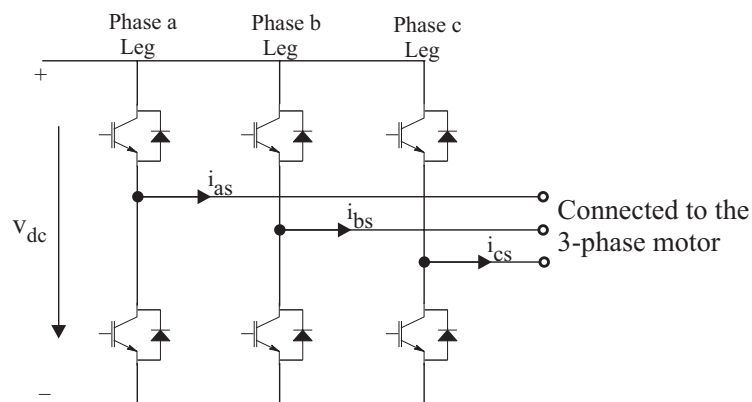 Phase a
Leg
Phase b
Leg
Phase c
Leg
+
i_as
i_bs
v_dc
Connected to the
3-phase motor
i_cs
−